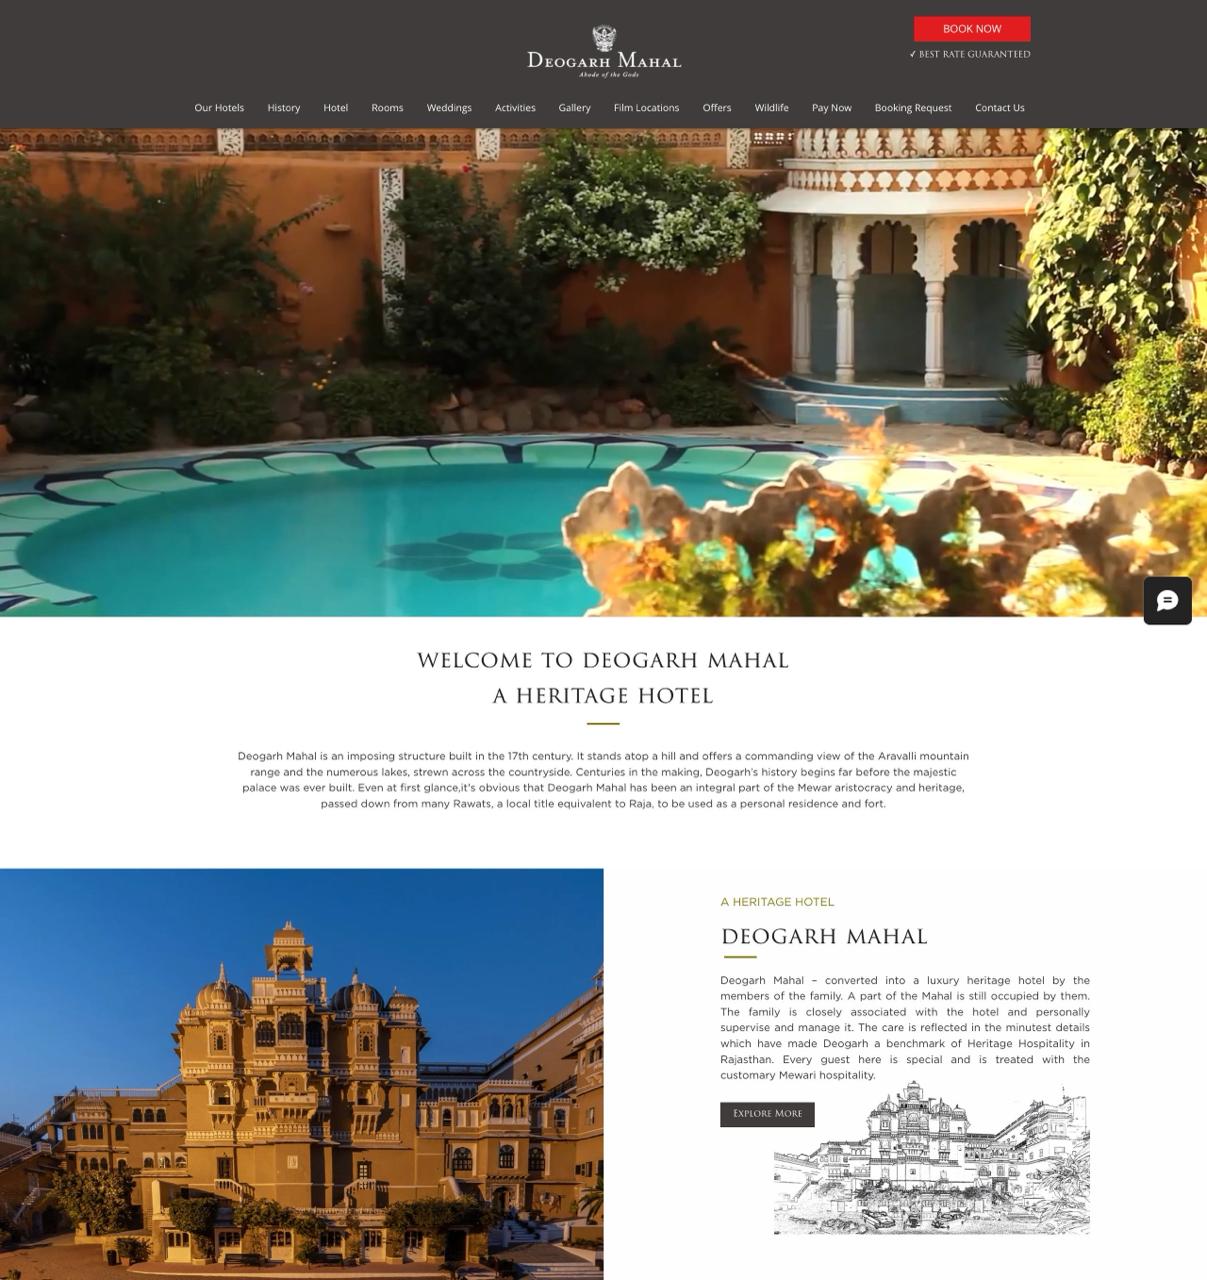 BOOK NOW
✓ BEST RATE GUARANTEED
DEOGARH MAHAL
Abode of the Gods
Our Hotels History Hotel Rooms Weddings Activities Gallery Film Locations Offers Wildlife Pay Now Booking Request Contact Us
WELCOME TO DEOGARH MAHAL
A HERITAGE HOTEL
Deogarh Mahal is an imposing structure built in the 17th century. It stands atop a hill and offers a commanding view of the Aravalli mountain
range and the numerous lakes, strewn across the countryside. Centuries in the making, Deogarh's history begins far before the majestic
palace was ever built. Even at first glance,it's obvious that Deogarh Mahal has been an integral part of the Mewar aristocracy and heritage,
passed down from many Rawats, a local title equivalent to Raja, to be used as a personal residence and fort.
A HERITAGE HOTEL
DEOGARH MAHAL
Deogarh Mahal – converted into a luxury heritage hotel by the
members of the family. A part of the Mahal is still occupied by them.
The family is closely associated with the hotel and personally
supervise and manage it. The care is reflected in the minutest details
which have made Deogarh a benchmark of Heritage Hospitality in
Rajasthan. Every guest here is special and is treated with the
customary Mewari hospitality.
EXPLORE MORE